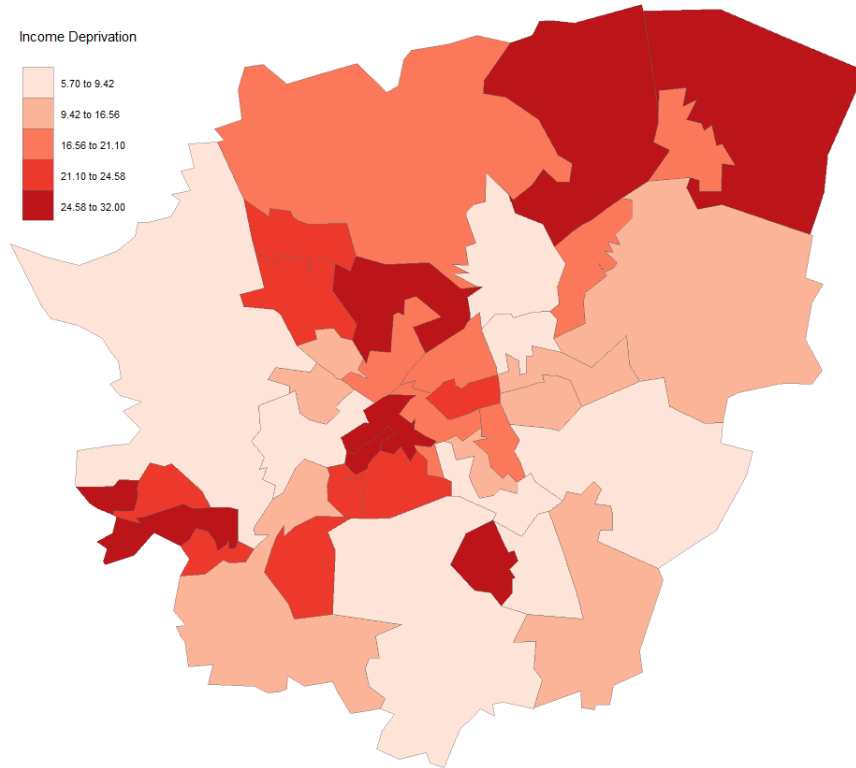 Income Deprivation
5.70 to 9.42
9.42 to 16.56
16.56 to 21.10
21.10 to 24.58
24.58 to 32.00